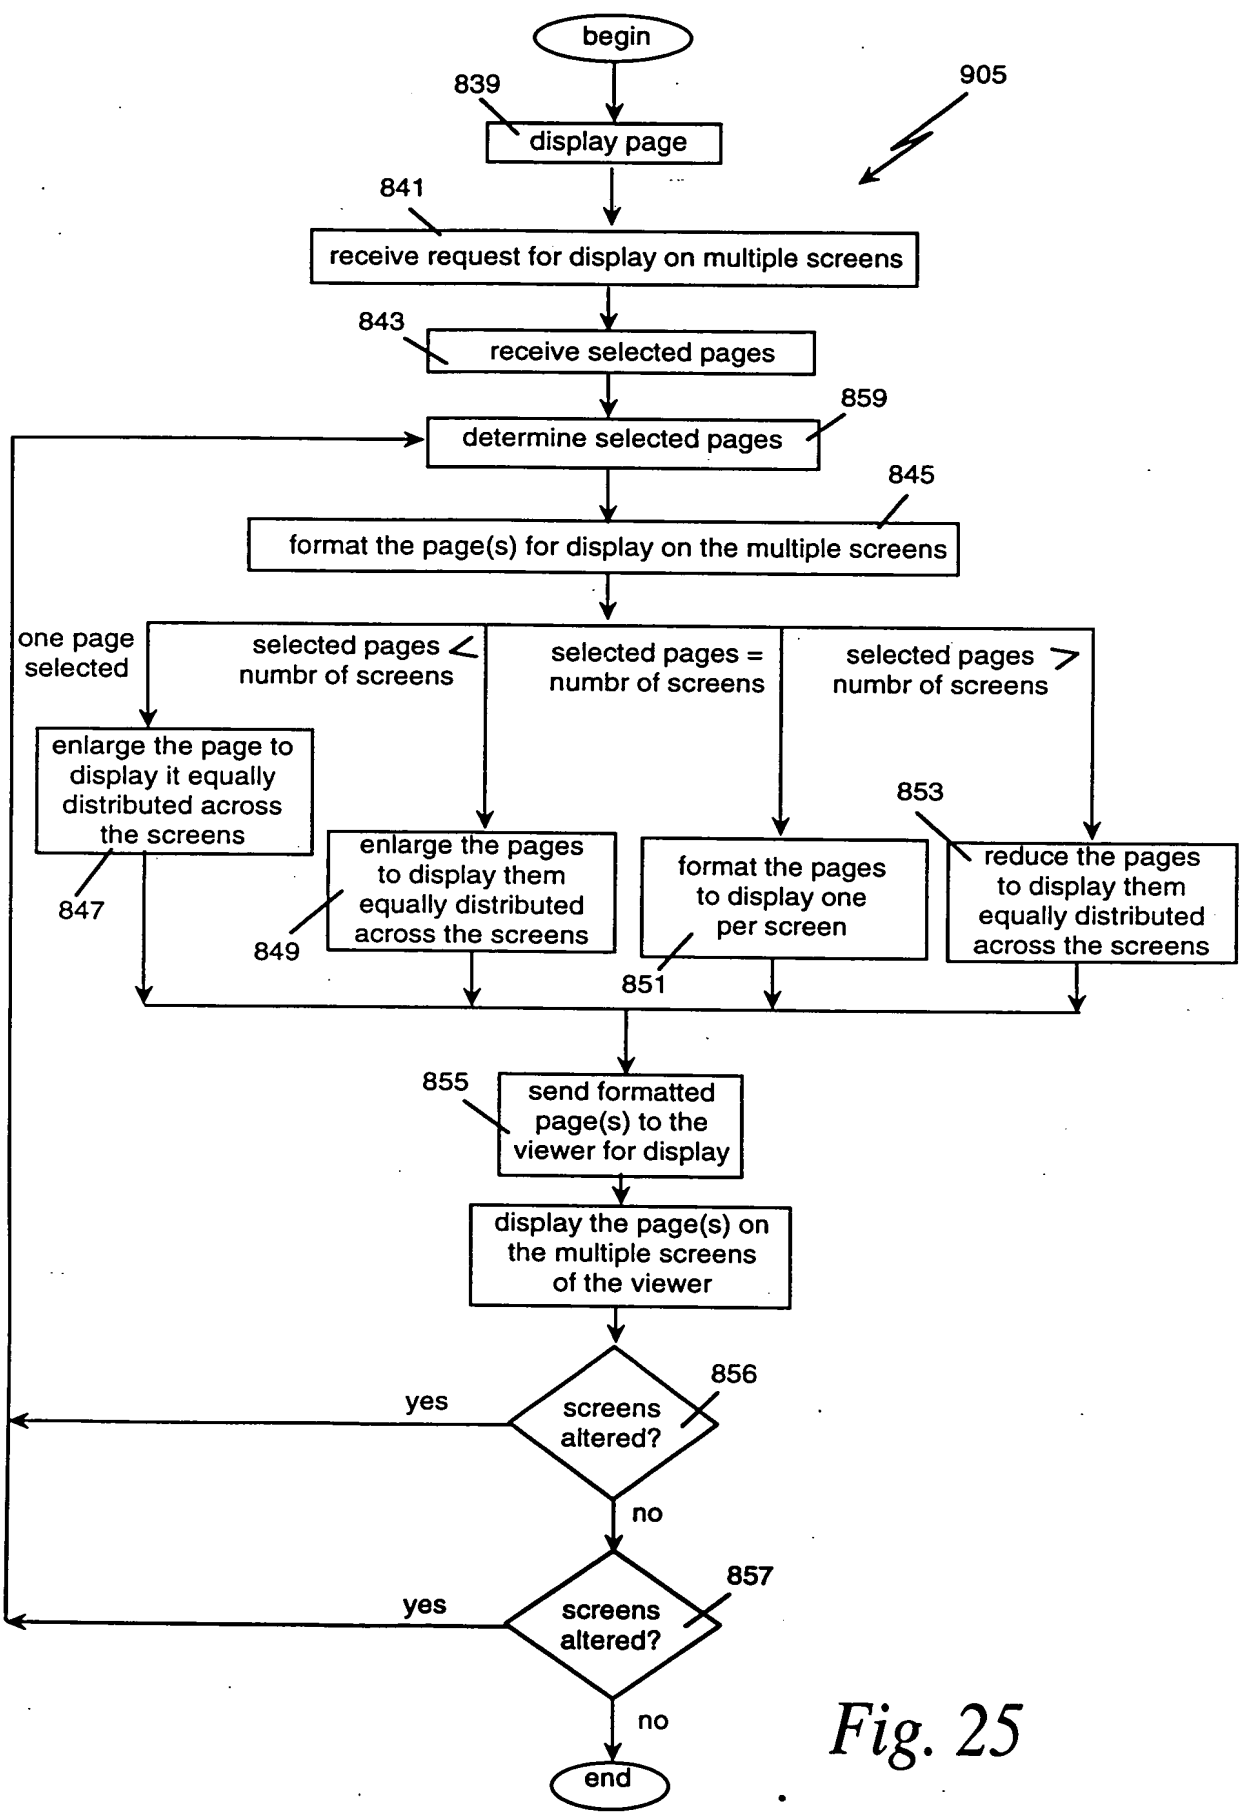 begin
839
905
display page
841
receive request for display on multiple screens
843
receive selected pages
859
determine selected pages
845
format the page(s) for display on the multiple screens
one page
selected
selected pages <
numbr of screens
selected pages =
numbr of screens
selected pages >
numbr of screens
enlarge the page to
display it equally
distributed across
the screens
847
enlarge the pages
to display them
equally distributed
across the screens
849
format the pages
to display one
per screen
851
853
reduce the pages
to display them
equally distributed
across the screens
855
send formatted
page(s) to the
viewer for display
display the page(s) on
the multiple screens
of the viewer
856
yes
screens
altered?
no
857
yes
screens
altered?
no
Fig. 25
end